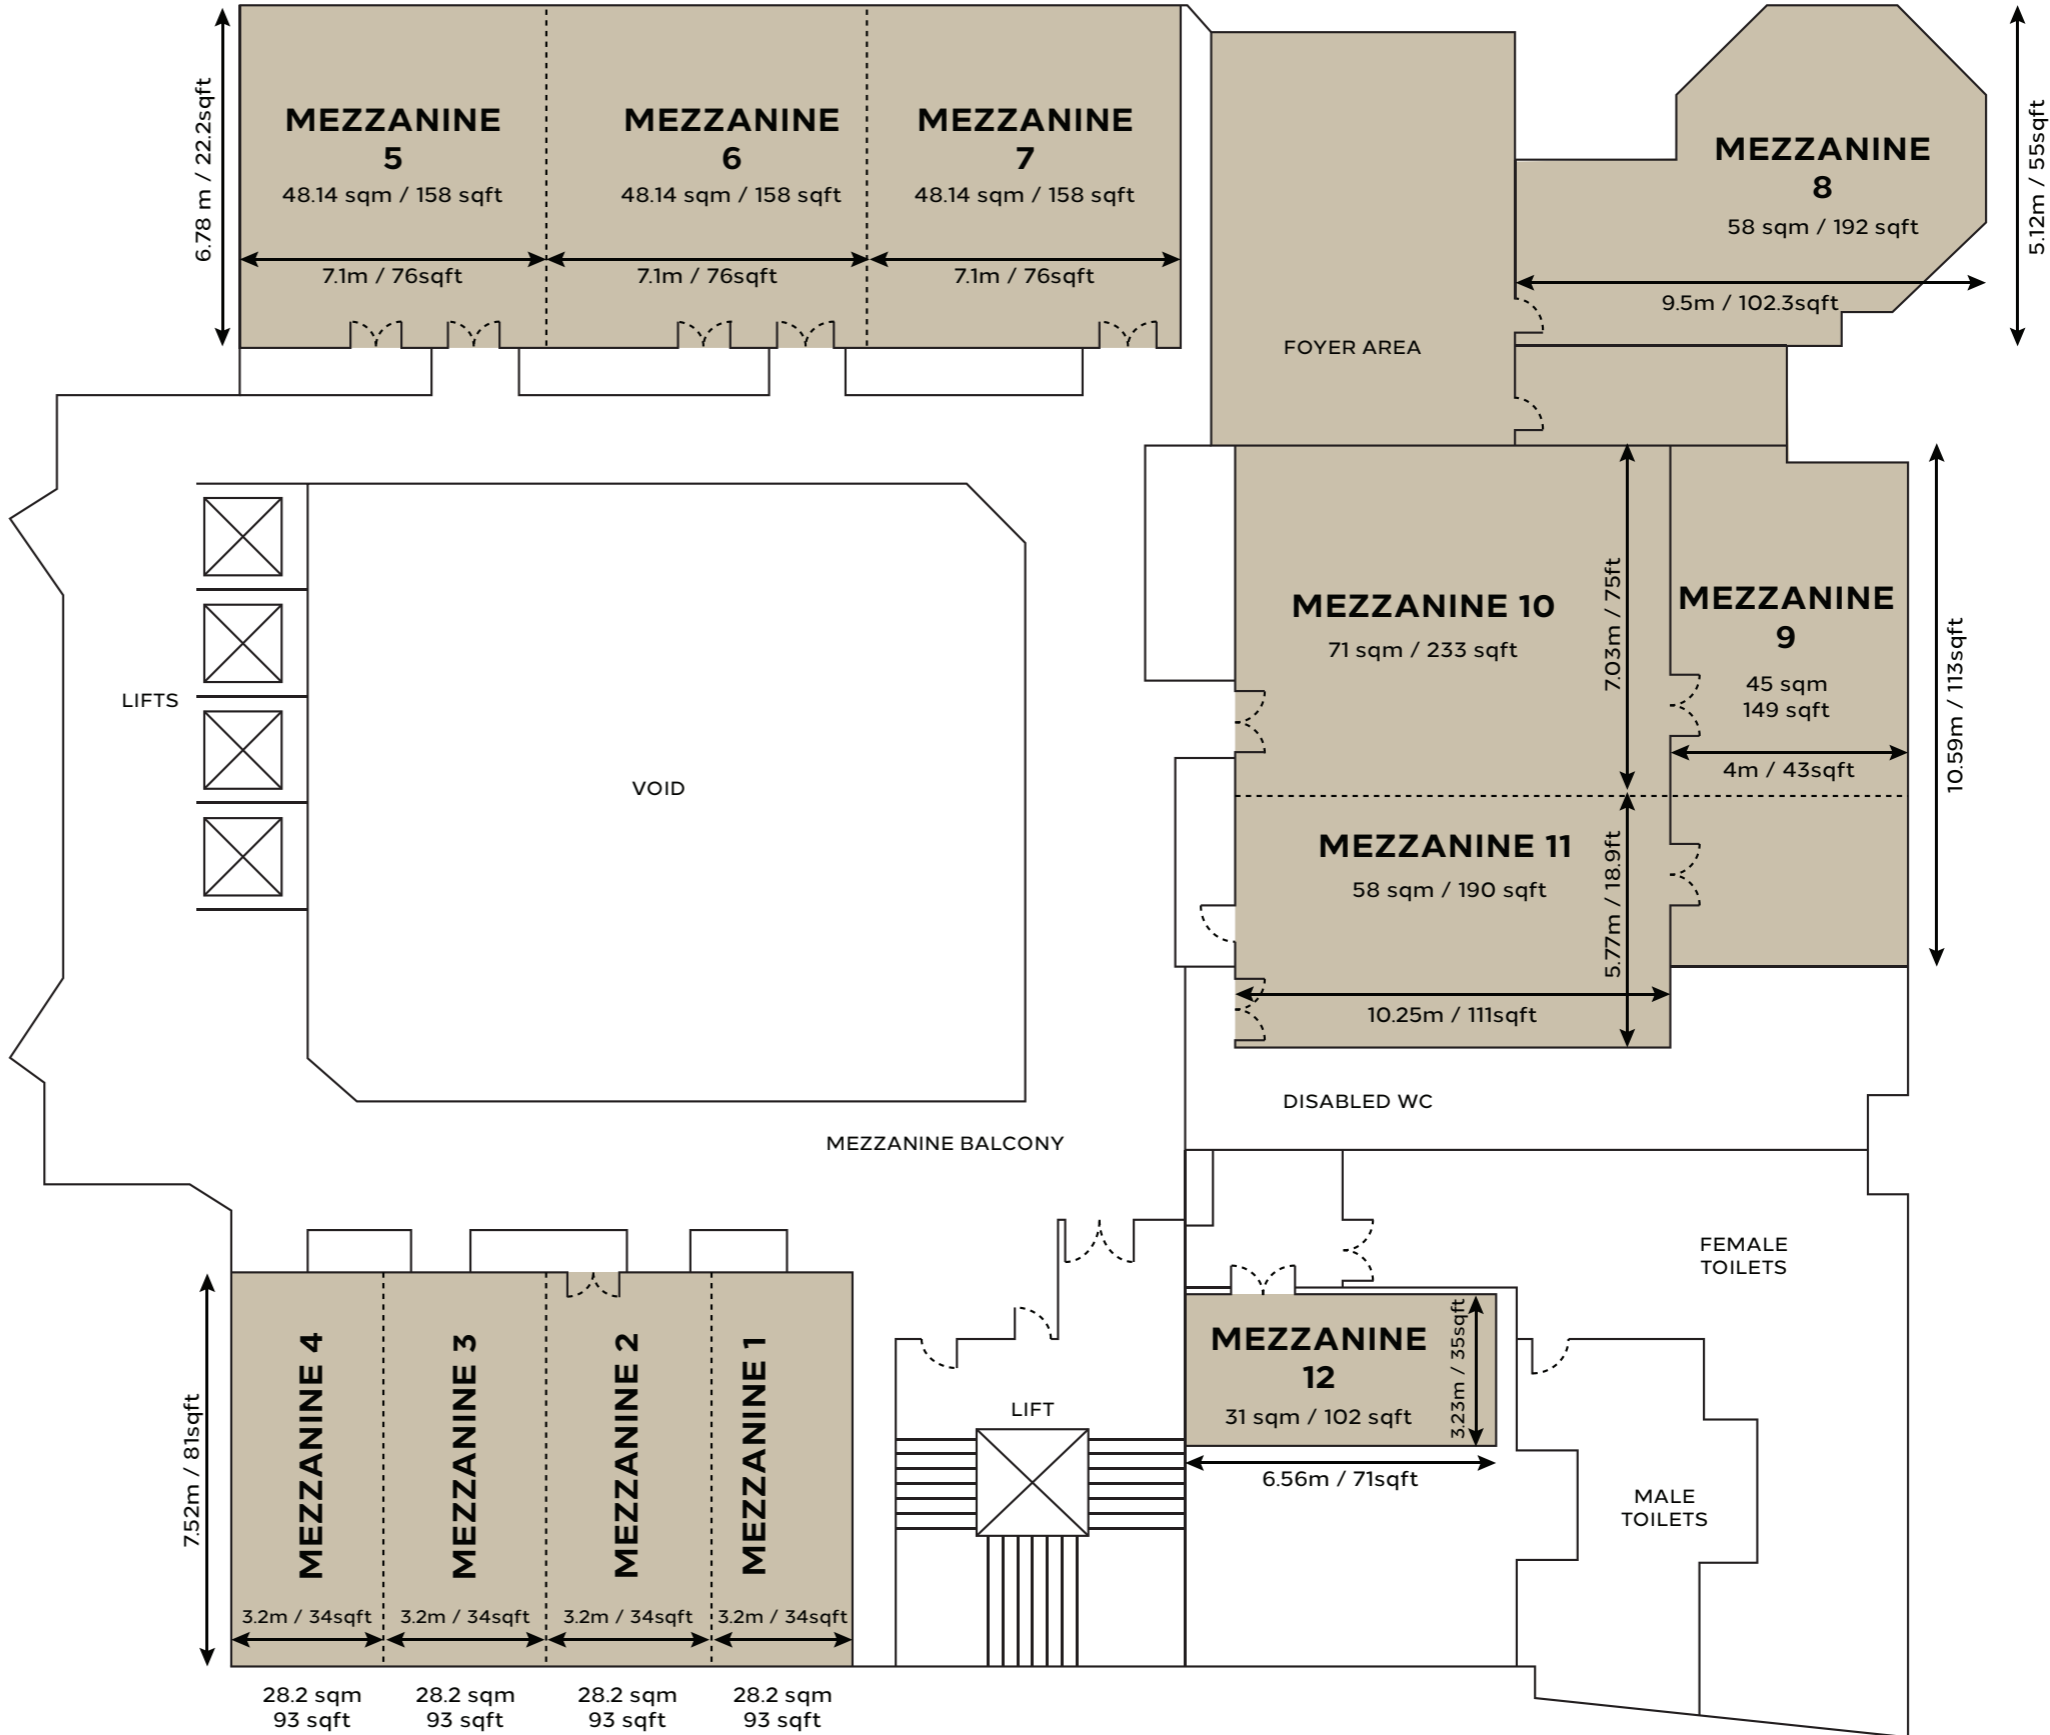 MEZZANINE
5
48.14 sqm / 158 sqft
7.1m / 76sqft
6.78 m / 22.2sqft
MEZZANINE
6
48.14 sqm / 158 sqft
7.1m / 76sqft
MEZZANINE
7
48.14 sqm / 158 sqft
7.1m / 76sqft
MEZZANINE
8
58 sqm / 192 sqft
9.5m / 102.3sqft
5.12m / 55sqft
FOYER AREA
MEZZANINE 10
71 sqm / 233 sqft
7.03m / 75ft
MEZZANINE
9
45 sqm
149 sqft
4m / 43sqft
10.59m / 113sqft
LIFTS
VOID
MEZZANINE 11
58 sqm / 190 sqft
5.77m / 18.9ft
10.25m / 111sqft
DISABLED WC
MEZZANINE BALCONY
FEMALE
TOILETS
MEZZANINE
12
31 sqm / 102 sqft
3.23m / 35sqft
6.56m / 71sqft
LIFT
MALE
TOILETS
7.52m / 81sqft
MEZZANINE 4
MEZZANINE 3
MEZZANINE 2
MEZZANINE 1
3.2m / 34sqft
3.2m / 34sqft
3.2m / 34sqft
3.2m / 34sqft
28.2 sqm
93 sqft
28.2 sqm
93 sqft
28.2 sqm
93 sqft
28.2 sqm
93 sqft